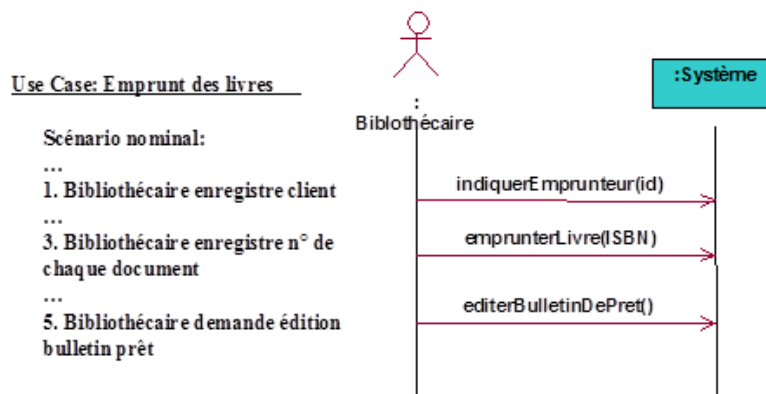 Use Case: Emprunt des livres
Scénario nominal:
...
1. Bibliothécaire enregistre client
...
3. Bibliothécaire enregistre n° de
chaque document
...
5. Bibliothécaire demande édition
bulletin prêt
:
Biblothécaire
:Système
indiquerEmprunteur(id)
emprunterLivre(ISBN)
editerBulletinDePret()